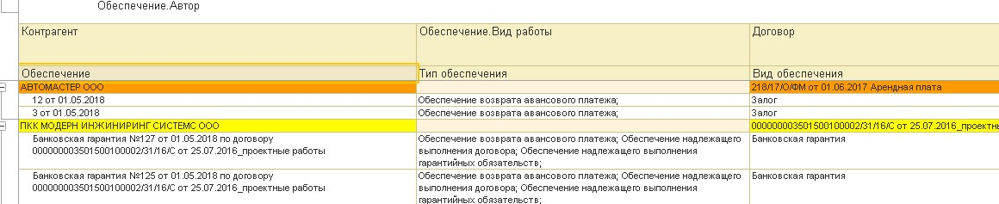 Обеспечение.Автор
Контрагент Обеспечение.Вид работы Договор
Обеспечение Тип обеспечения Вид обеспечения
АВТОМАСТЕР ООО 218/17/О/ФМ от 01.06.2017 Арендная плата
12 от 01.05.2018 Обеспечение возврата авансового платежа; Залог
3 от 01.05.2018 Обеспечение возврата авансового платежа; Залог
ПКК МОДЕРН ИНЖИНИРИНГ СИСТЕМС ООО 000000003501500100002/31/16/С от 25.07.2016_проектны
Банковская гарантия №127 от 01.05.2018 по договору Обеспечение возврата авансового платежа; Обеспечение надлежащего Банковская гарантия
000000003501500100002/31/16/С от 25.07.2016_проектные работы выполнения договора; Обеспечение надлежащего выполнения
гарантийных обязательств;
Банковская гарантия №125 от 01.05.2018 по договору Обеспечение возврата авансового платежа; Обеспечение надлежащего Банковская гарантия
000000003501500100002/31/16/С от 25.07.2016_проектные работы выполнения договора; Обеспечение надлежащего выполнения
гарантийных обязательств;